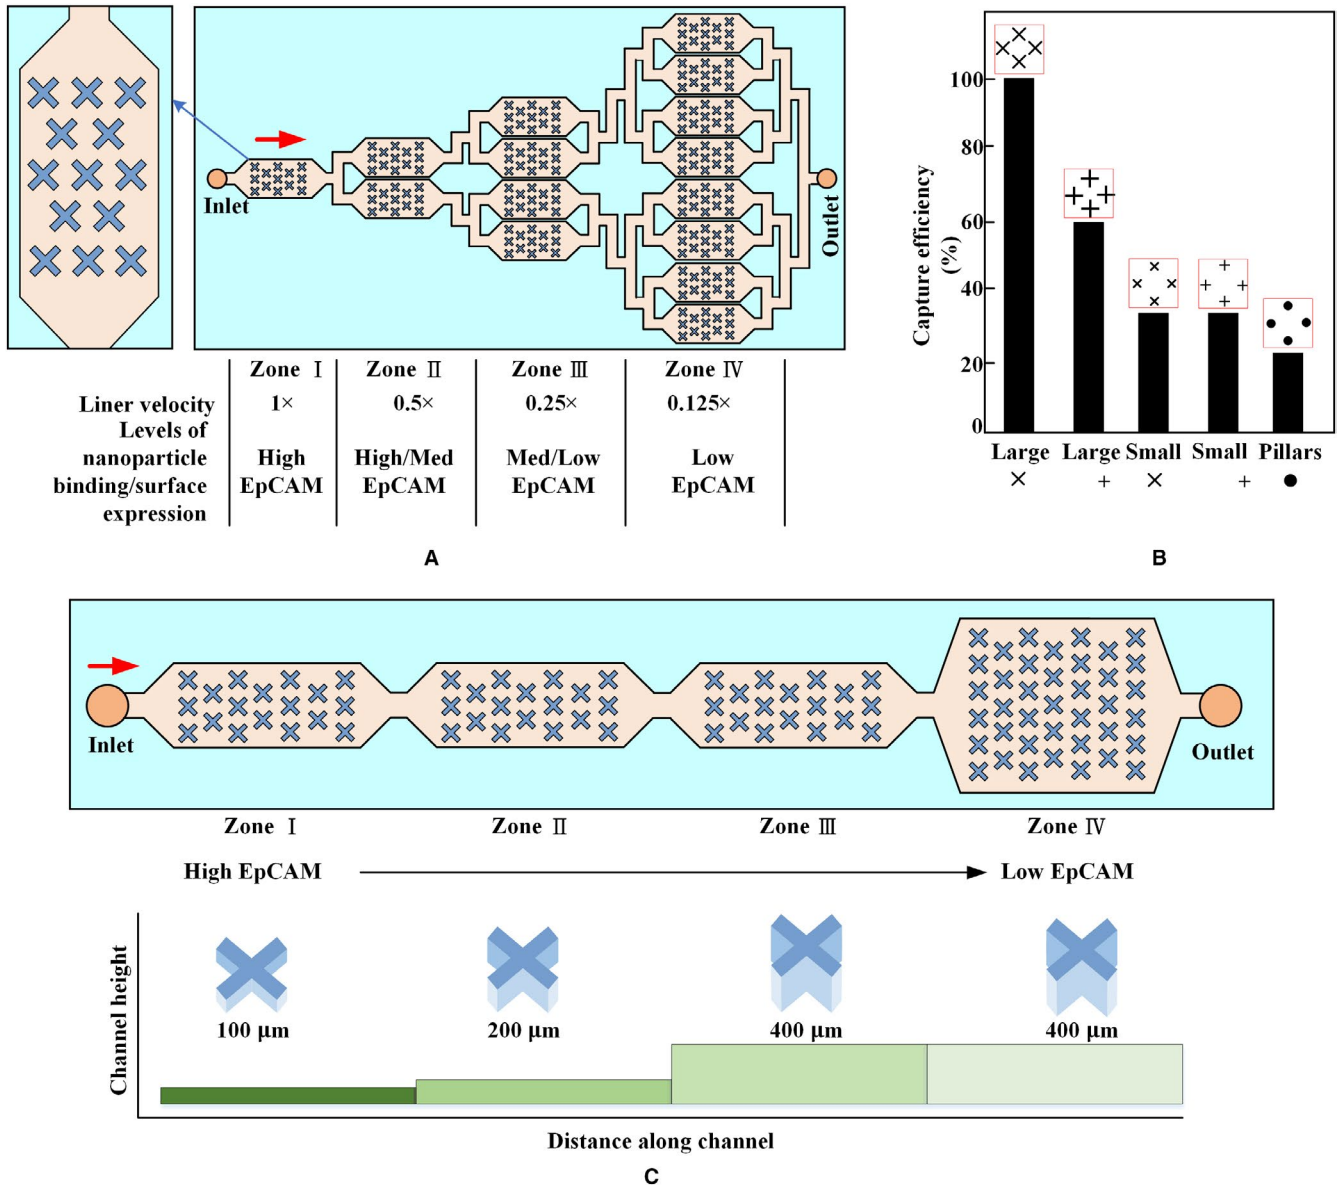 Inlet
Outlet
Zone Ⅰ Zone Ⅱ Zone Ⅲ Zone Ⅳ
Liner velocity 1× 0.5× 0.25× 0.125×
Levels of
nanoparticle High High/Med Med/Low Low
binding/surface EpCAM EpCAM EpCAM EpCAM
expression
A
Capture efficiency
(%)
100
80
60
40
20
0
Large Large Small Small Pillars
× + × + ●
B
Inlet
Outlet
Zone Ⅰ Zone Ⅱ Zone Ⅲ Zone Ⅳ
High EpCAM Low EpCAM
Channel height
100 μm 200 μm 400 μm 400 μm
Distance along channel
C